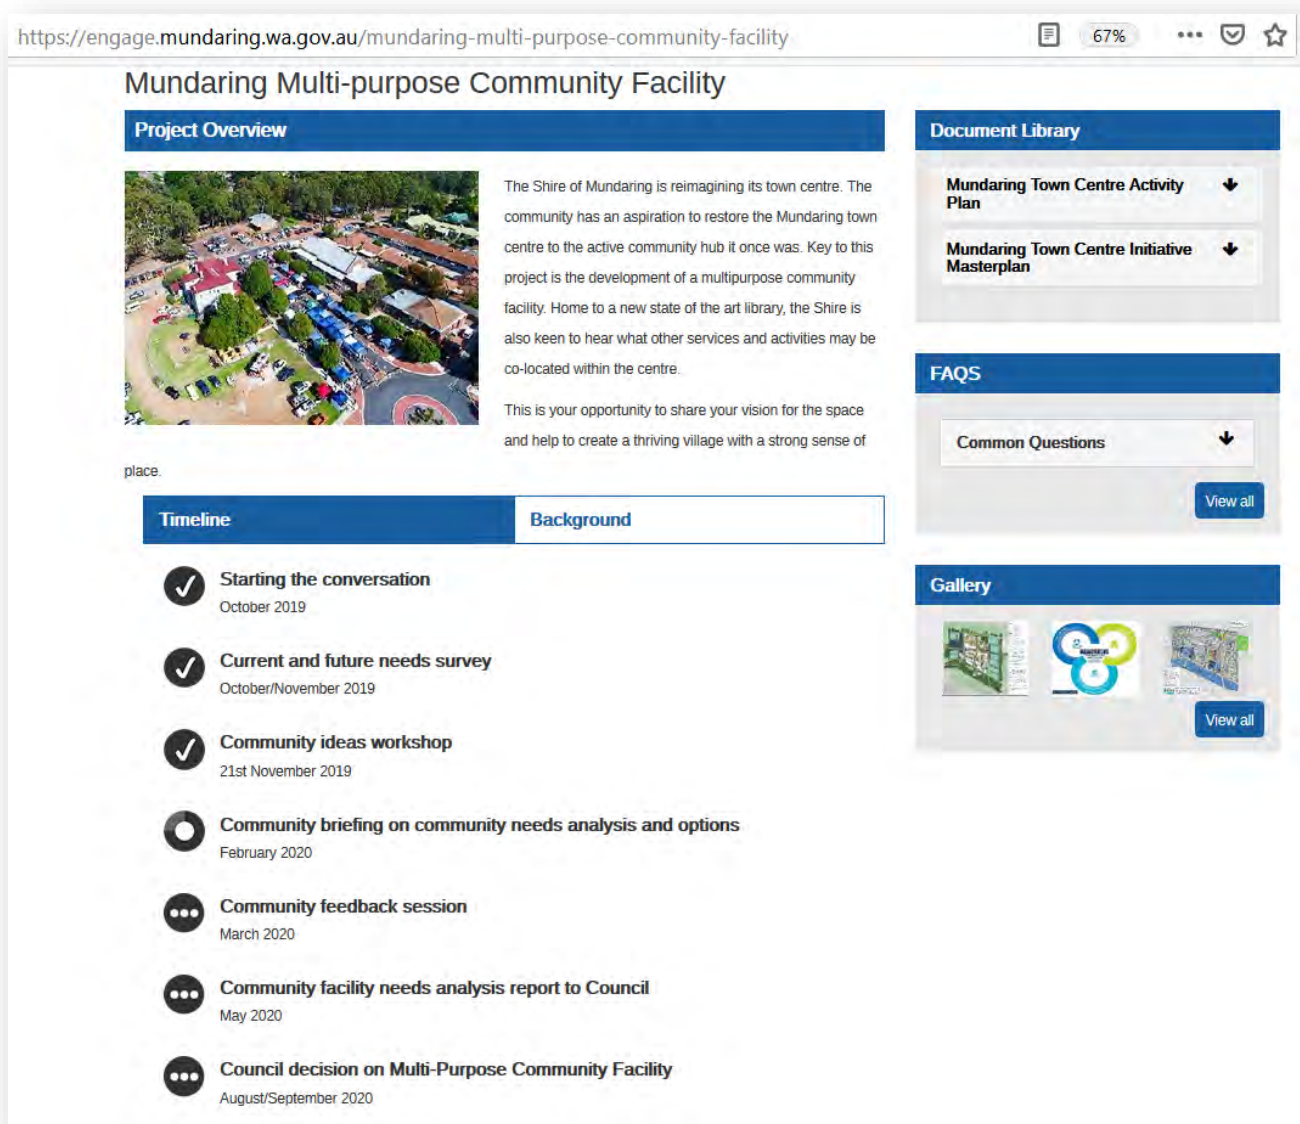 https://engage.mundaring.wa.gov.au/mundaring-multi-purpose-community-facility
67%
Mundaring Multi-purpose Community Facility
Project Overview
The Shire of Mundaring is reimagining its town centre. The
community has an aspiration to restore the Mundaring town
centre to the active community hub it once was. Key to this
project is the development of a multipurpose community
facility. Home to a new state of the art library, the Shire is
also keen to hear what other services and activities may be
co-located within the centre.
This is your opportunity to share your vision for the space
and help to create a thriving village with a strong sense of
place.
Timeline
Background
Starting the conversation
October 2019
Current and future needs survey
October/November 2019
Community ideas workshop
21st November 2019
Community briefing on community needs analysis and options
February 2020
Community feedback session
March 2020
Community facility needs analysis report to Council
May 2020
Council decision on Multi-Purpose Community Facility
August/September 2020
Document Library
Mundaring Town Centre Activity
Plan
Mundaring Town Centre Initiative
Masterplan
FAQS
Common Questions
View all
Gallery
View all